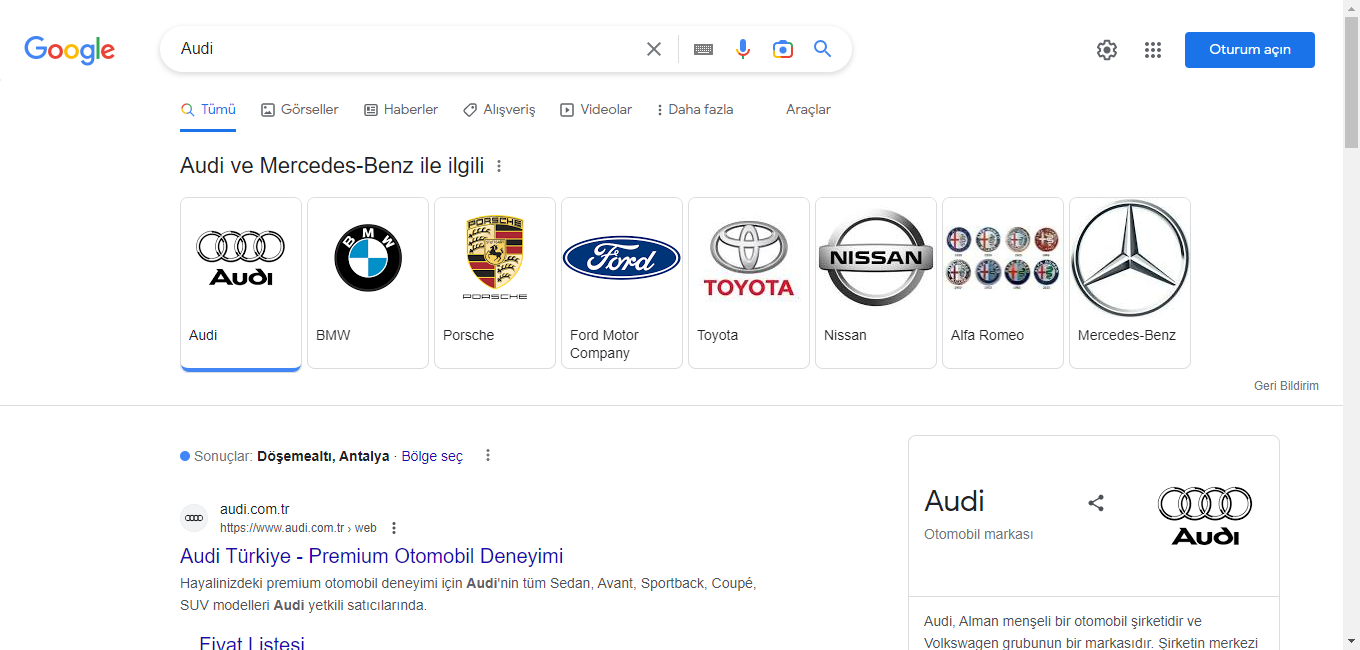 Google
Audi
Oturum açın
Tümü
Görseller
Haberler
Alışveriş
Videolar
Daha fazla
Araçlar
Audi ve Mercedes-Benz ile ilgili
Audi
BMW
PORSCHE
PORSCHE
Ford
TOYOTA
NISSAN
Audi
BMW
Porsche
Ford Motor
Company
Toyota
Nissan
Alfa Romeo
Mercedes-Benz
Geri Bildirim
Sonuçlar: Döşemealtı, Antalya · Bölge seç
audi.com.tr
https://www.audi.com.tr › web
Audi Türkiye - Premium Otomobil Deneyimi
Hayalinizdeki premium otomobil deneyimi için Audi'nin tüm Sedan, Avant, Sportback, Coupé,
SUV modelleri Audi yetkili satıcılarında.
Fiyat Listesi
Audi
Otomobil markası
Audi
Audi, Alman menşeli bir otomobil şirketidir ve
Volkswagen grubunun bir markasıdır. Şirketin merkezi